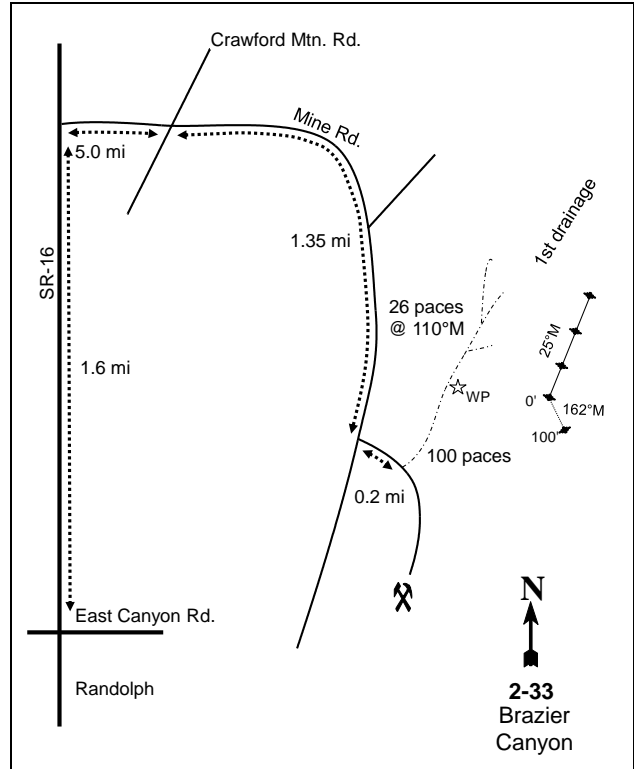 Crawford Mtn. Rd.
Mine Rd.
5.0 mi
1st drainage
SR-16
1.35 mi
26 paces
@ 110°M
25°M
1.6 mi
WP
0'
162°M
100'
100 paces
0.2 mi
East Canyon Rd.
N
Randolph
2-33
Brazier
Canyon